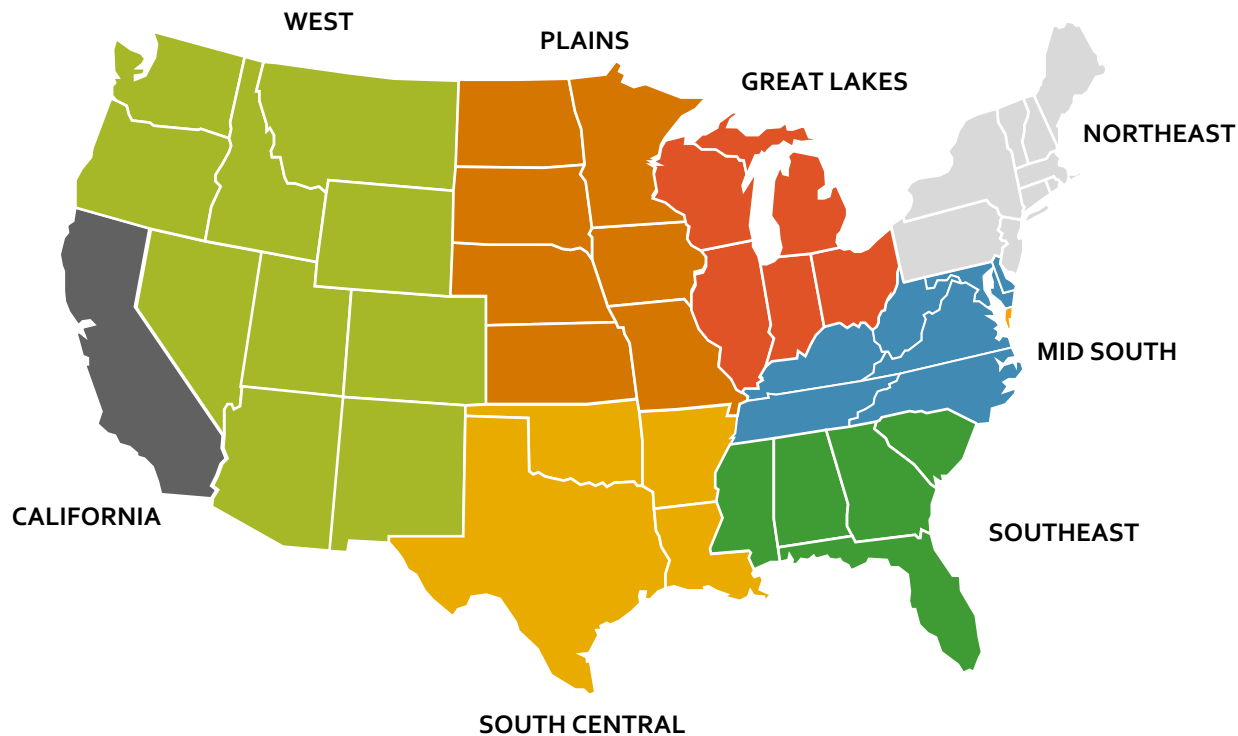 WEST
PLAINS
GREAT LAKES
NORTHEAST
MID SOUTH
CALIFORNIA
SOUTHEAST
SOUTH CENTRAL